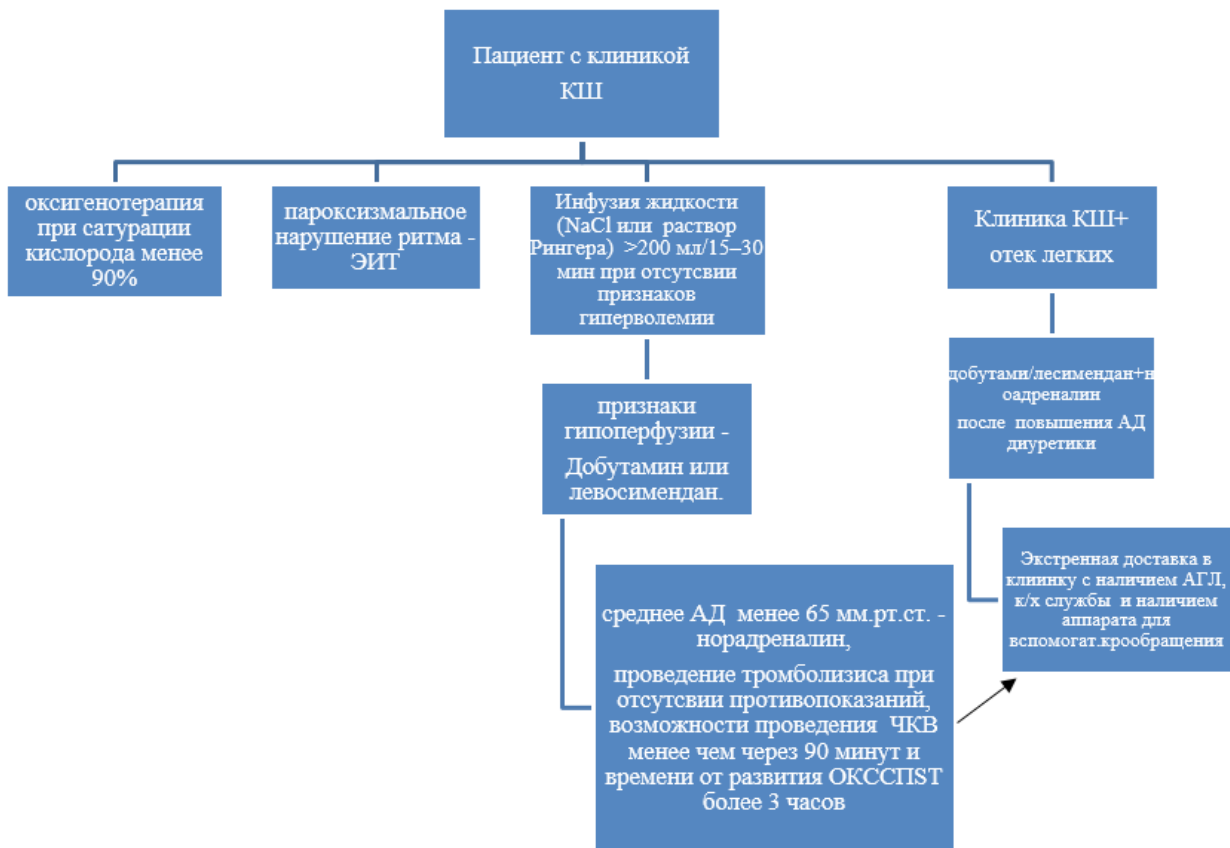 Пациент с клиникой
КШ
оксигенотерапия
при сатурации
кислорода менее
90%
пароксизмальное
нарушение ритма -
ЭИТ
Инфузия жидкости
(NaCl или раствор
Рингера) >200 мл/15–30
мин при отсутсвии
признаков
гиперволемии
Клиника КШ+
отек легких
признаки
гипоперфузии -
Добутамин или
левосимендан.
добутами/лесимендан+н
оадреналин
после повышения АД
диуретики
среднее АД менее 65 мм.рт.ст. -
норадреналин,
проведение тромболизиса при
отсутсвии противопоказаний,
возможности проведения ЧКВ
менее чем через 90 минут и
времени от развития ОКССПST
более 3 часов
Экстренная доставка в
клиинку с наличием АГЛ,
к/х службы и наличием
аппарата для
вспомогат.крообращения